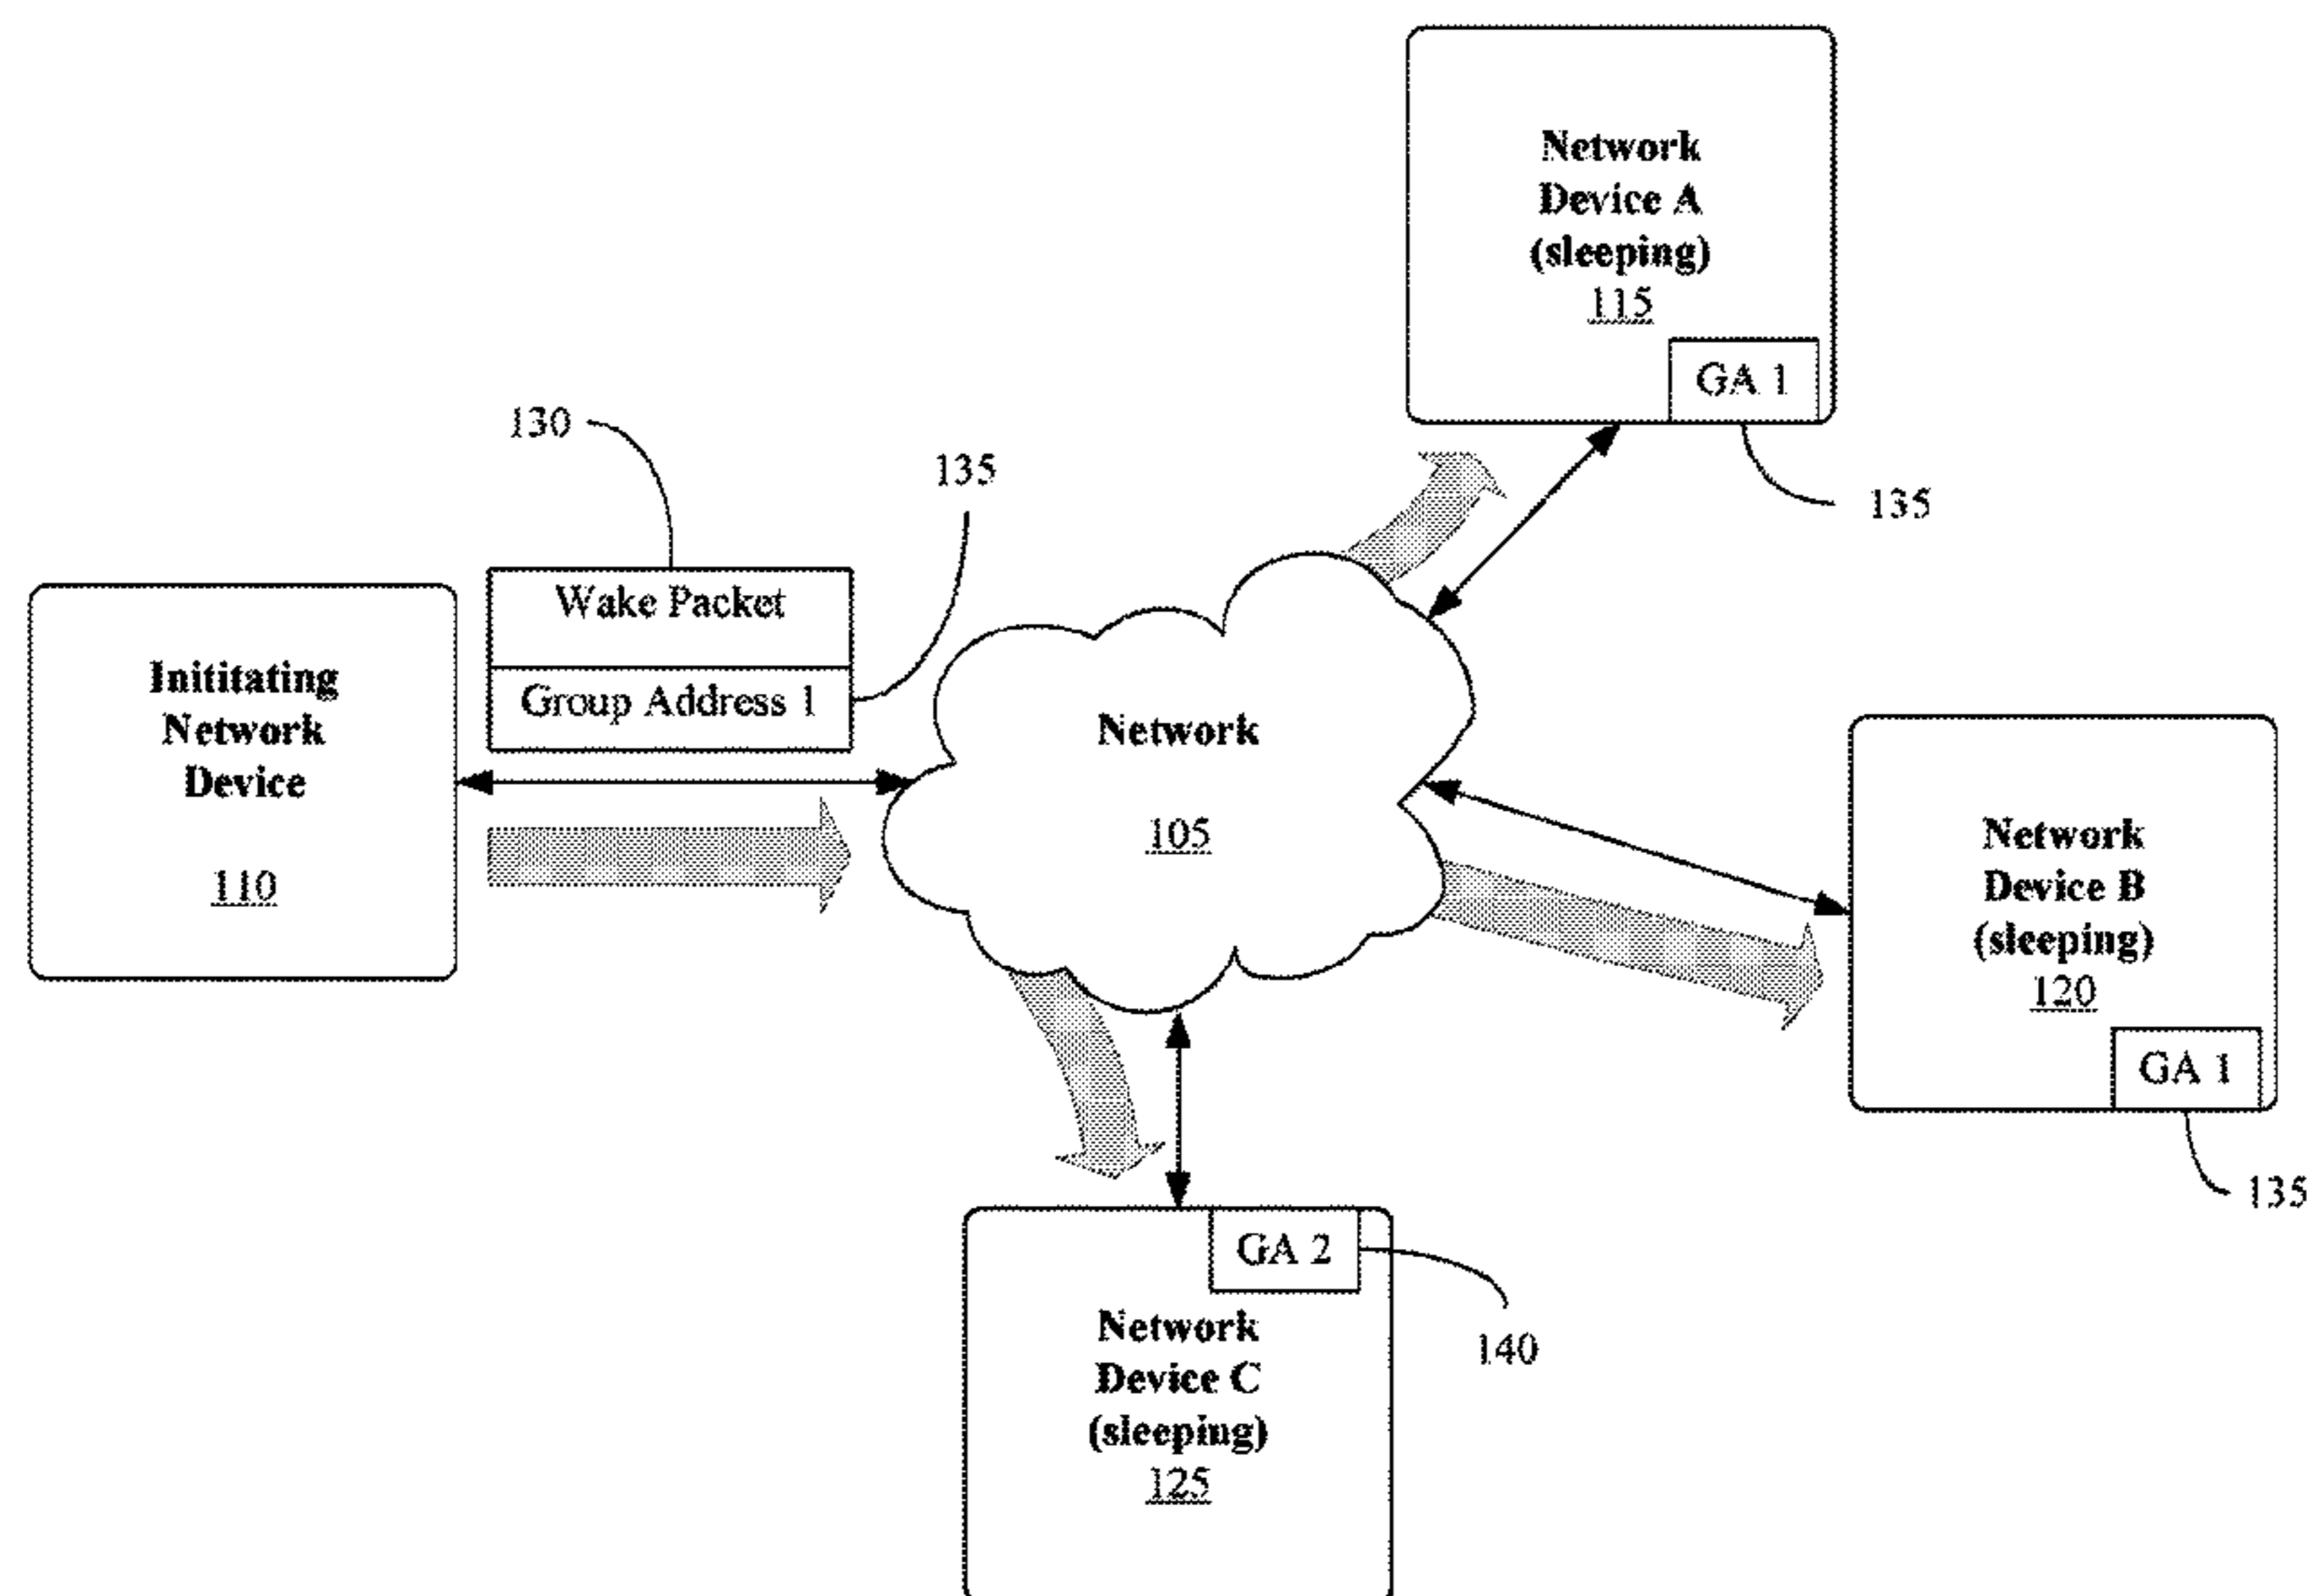 Network
Device A
(sleeping)
115
GA 1
135
130
135
Wake Packet
Group Address 1
Inititating
Network
Device
110
Network
105
Network
Device B
(sleeping)
120
GA 1
135
GA 2
140
Network
Device C
(sleeping)
125